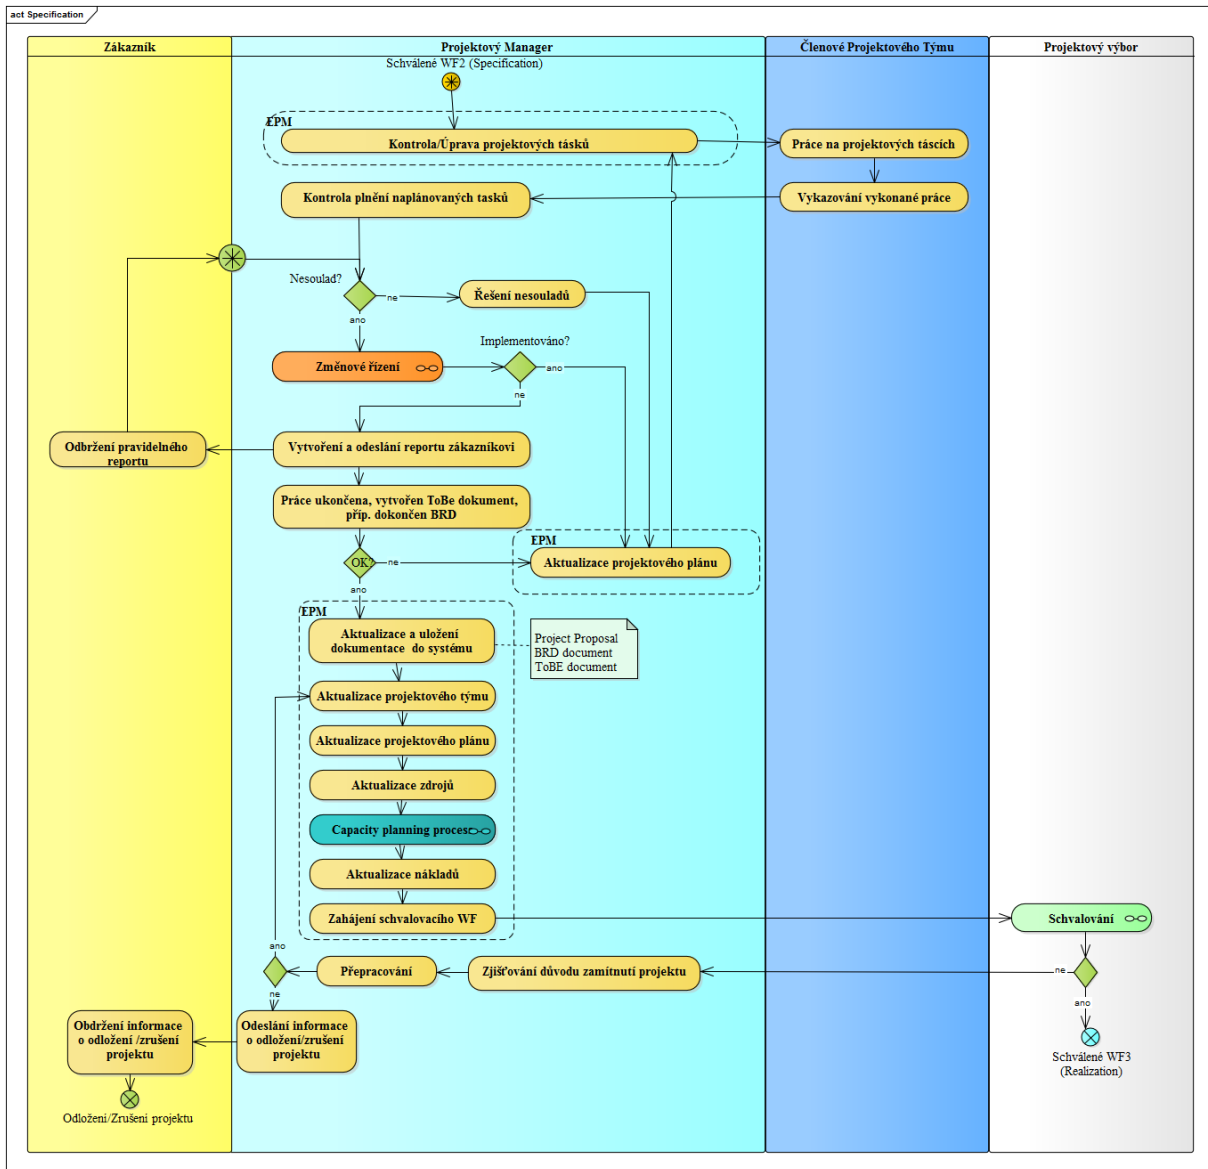 act Specification
Zákazník
Projektový Manager
Členové Projektového Týmu
Projektový výbor
Schválené WF2 (Specification)
EPM
Kontrola/Úprava projektových tásků
Práce na projektových táscích
Kontrola plnění naplánovaných tasků
Vykazování vykonané práce
Nesoulad?
ne
Řešení nesouladů
ano
Implementováno?
Změnové řízení
ano
ne
Odbržení pravidelného
reportu
Vytvoření a odeslání reportu zákazníkovi
Práce ukončena, vytvořen ToBe dokument,
příp. dokončen BRD
EPM
OK?
ne
Aktualizace projektového plánu
ano
EPM
Aktualizace a uložení
dokumentace do systému
Project Proposal
BRD document
ToBE document
Aktualizace projektového týmu
Aktualizace projektového plánu
Aktualizace zdrojů
Capacity planning proces
Aktualizace nákladů
Zahájení schvalovacího WF
Schvalování
ano
Přepracování
Zjišťování důvodu zamítnutí projektu
ne
ne
ano
Obdržení informace
o odložení /zrušení
projektu
Odeslání informace
o odložení/zrušení
projektu
Schválené WF3
(Realization)
Odložení/Zrušení projektu